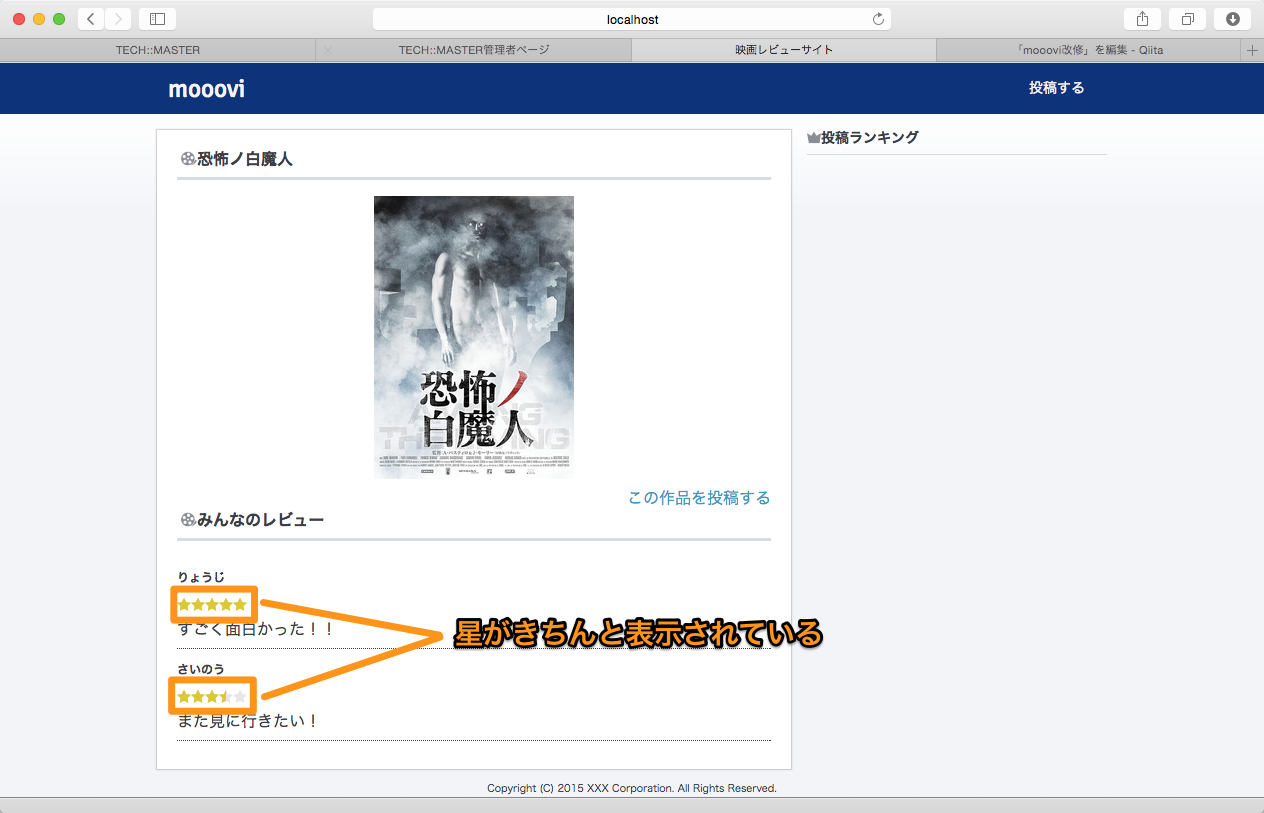 localhost
TECH::MASTER
TECH::MASTER管理者ページ
映画レビューサイト
「mooovi改修」を編集 - Qiita
mooovi
投稿する
恐怖ノ白魔人
投稿ランキング
恐怖ノ
白魔人
この作品を投稿する
みんなのレビュー
りょうじ
すごく面白かった！！
星がきちんと表示されている
さいのう
また見に行きたい！
Copyright (C) 2015 XXX Corporation. All Rights Reserved.